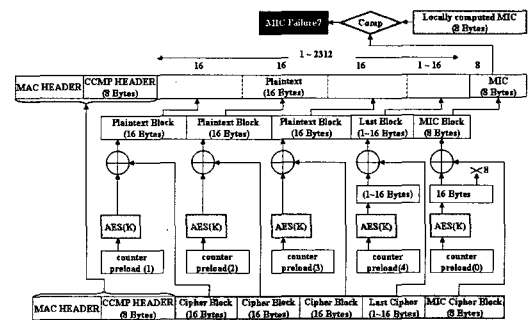 MIC Failure?
Comp
Locally computed MIC
(8 Bytes)
1 ~ 2312
16 16 16 1 ~ 16 8
MAC HEADER
CCMP HEADER
(8 Bytes)
Plaintext
(16 Bytes)
MIC
(8 Bytes)
Plaintext Block
(16 Bytes)
Plaintext Block
(16 Bytes)
Plaintext Block
(16 Bytes)
Last Block
(1~16 Bytes)
MIC Block
(8 Bytes)
(1~16 Bytes)
16 Bytes
8
AES(K)
AES(K)
AES(K)
AES(K)
AES(K)
counter
preload(1)
counter
preload(2)
counter
preload(3)
counter
preload(4)
counter
preload(0)
MAC HEADER
CCMP HEADER
(8 Bytes)
Cipher Block
(16 Bytes)
Cipher Block
(16 Bytes)
Cipher Block
(16 Bytes)
Last Cipher
(1~16 Bytes)
MIC Cipher Block
(8 Bytes)